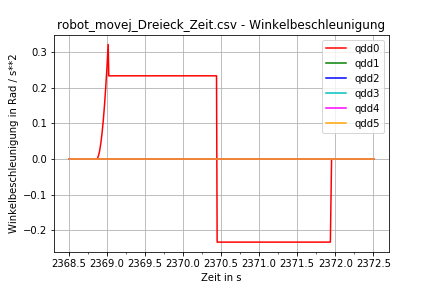 robot_movej_Dreieck_Zeit.csv - Winkelbeschleunigung
Winkelbeschleunigung in Rad / s**2
0.3
0.2
0.1
0.0
−0.1
−0.2
qdd0
qdd1
qdd2
qdd3
qdd4
qdd5
2368.5 2369.0 2369.5 2370.0 2370.5 2371.0 2371.5 2372.0 2372.5
Zeit in s